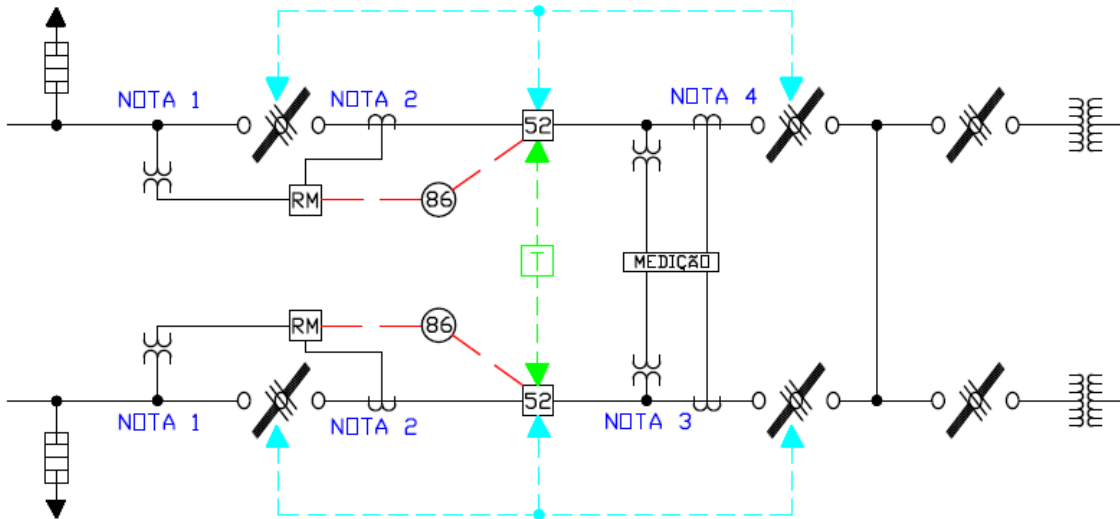 NOTA 1
NOTA 2
52
NOTA 4
RM
86
T
MEDIÇÃO
RM
86
52
NOTA 1
NOTA 2
NOTA 3